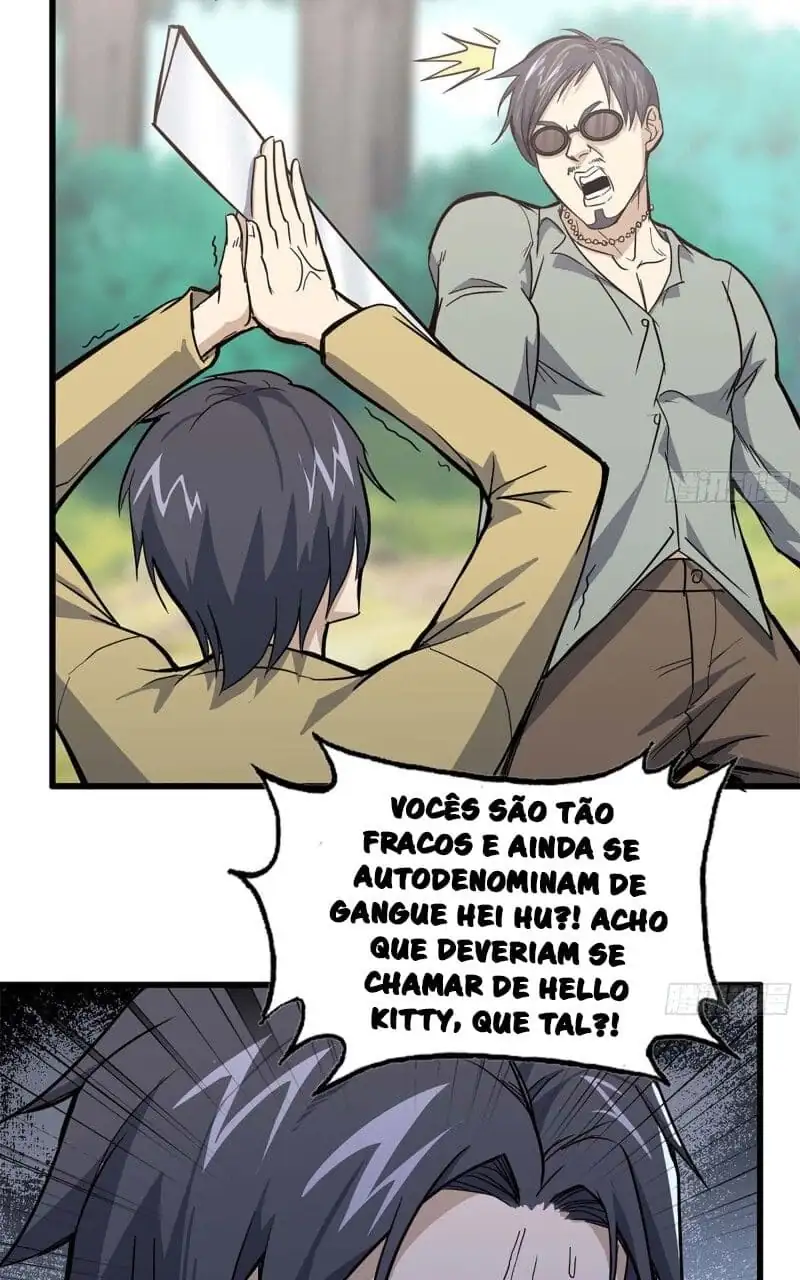 VOCÊS SÃO TÃO
FRACOS E AINDA SE
AUTODENOMINAM DE
GANGUE HEI HU?! ACHO
QUE DEVERIAM SE
CHAMAR DE HELLO
KITTY, QUE TAL?!